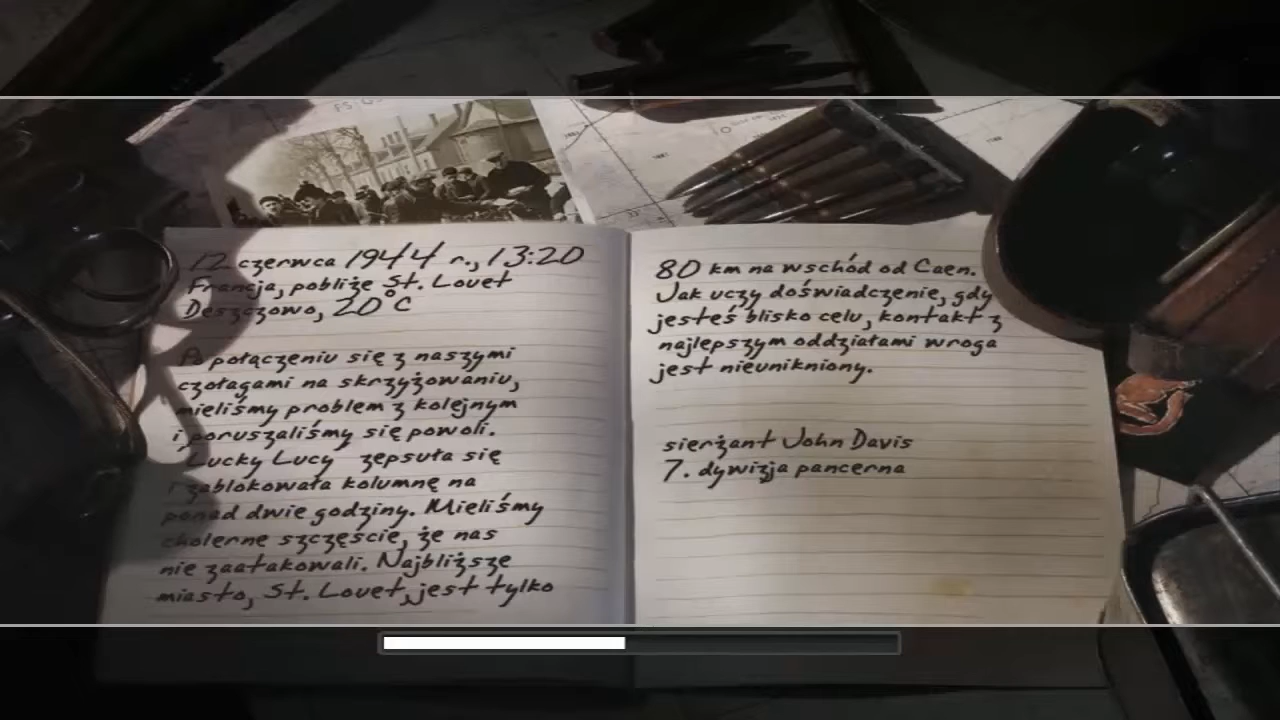 12 czerwca 1944 r., 13:20
Francja, pobliże St. Louet
Deszczowo, 20°C
Po połączeniu się z naszymi
czołagami na skrzyżowaniu,
mieliśmy problem z kolejnym
i poruszaliśmy się powoli.
Lucky Lucy zepsuła się
i zablokowała kolumnę na
ponad dwie godziny. Mieliśmy
cholerne szczęście, że nas
nie zaatakowali. Najbliższe
miasto, St. Louet, jest tylko
80 km na wschód od Caen.
Jak uczy doświadczenie, gdy
jesteś blisko celu, kontakt z
najlepszym oddziałami wroga
jest nieunikniony.
sierżant John Davis
7. dywizja pancerna